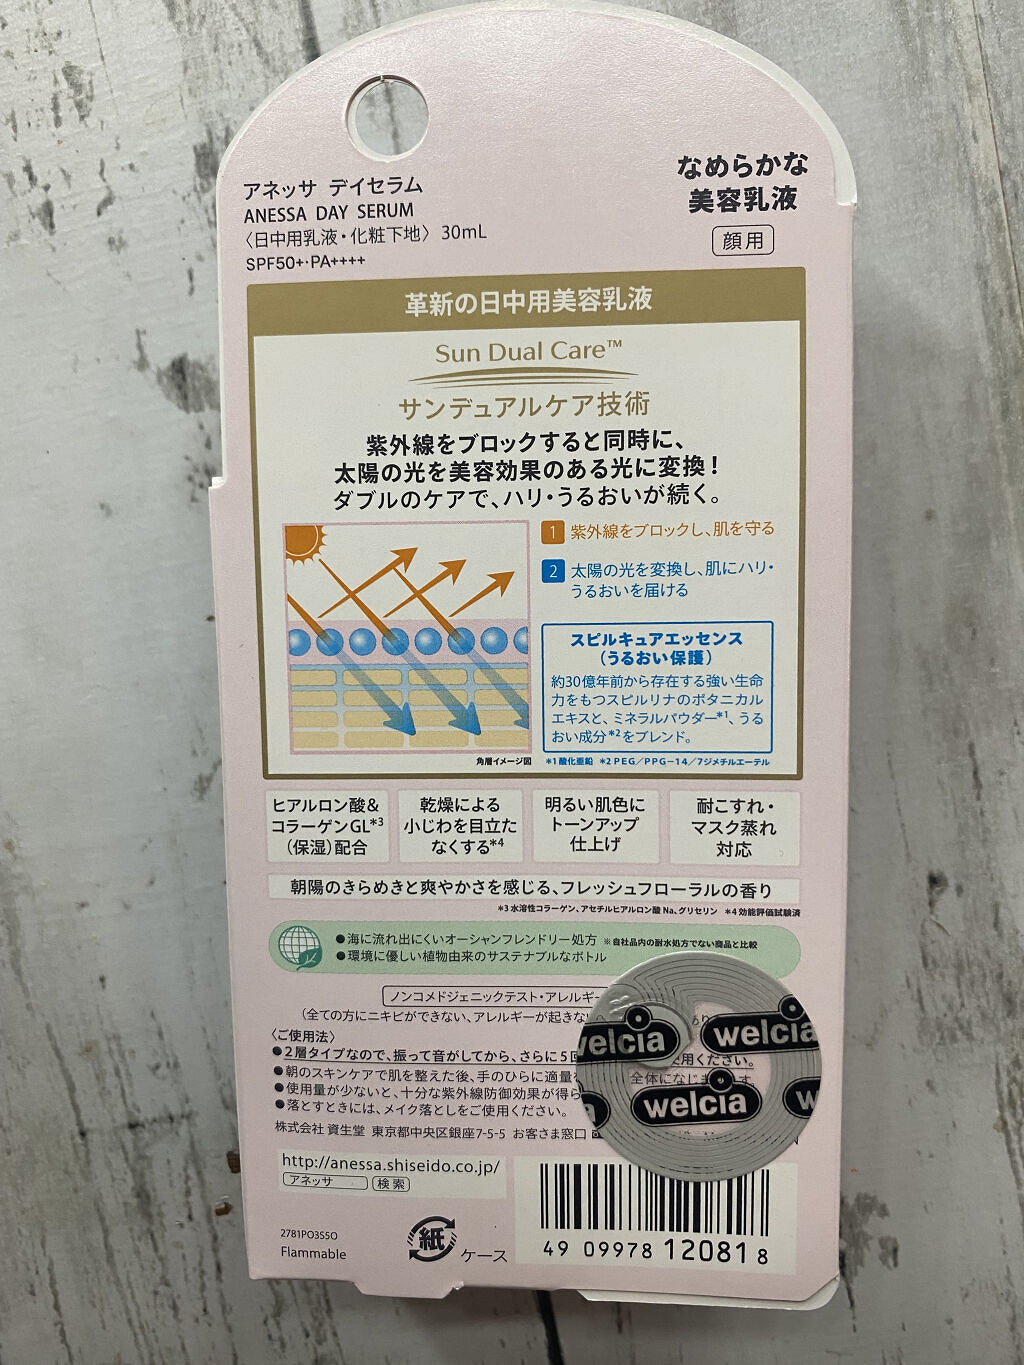 アネッサ デイセラム
ANESSA DAY SERUM
〈日中用乳液・化粧下地〉 30mL
SPF50+・PA++++
なめらかな
美容乳液
顔用
革新の日中用美容乳液
Sun Dual Care™
サンデュアルケア技術
紫外線をブロックすると同時に、
太陽の光を美容効果のある光に変換！
ダブルのケアで、ハリ・うるおいが続く。
1 紫外線をブロックし、肌を守る
2 太陽の光を変換し、肌にハリ・
うるおいを届ける
スピルキュアエッセンス
（うるおい保護）
約30億年前から存在する強い生命
力をもつスピルリナのボタニカル
エキスと、ミネラルパウダー*1、うる
おい成分*2をブレンド。
角層イメージ図
*1 酸化亜鉛 *2 PEG／PPG-14／7ジメチルエーテル
ヒアルロン酸&
コラーゲンGL*3
（保湿）配合
乾燥による
小じわを目立た
なくする*4
明るい肌色に
トーンアップ
仕上げ
耐こすれ・
マスク蒸れ
対応
朝陽のきらめきと爽やかさを感じる、フレッシュフローラルの香り
*3 水溶性コラーゲン、アセチルヒアルロン酸 Na、グリセリン *4 効能評価試験済
●海に流れ出にくいオーシャンフレンドリー処方 ※自社品内の耐水処方でない商品と比較
●環境に優しい植物由来のサステナブルなボトル
ノンコメドジェニックテスト・アレルギー
（全ての方にニキビができない、アレルギーが起きない
〈ご使用法〉
●2層タイプなので、振って音がしてから、さらに5回 使用ください。
●朝のスキンケアで肌を整えた後、手のひらに適量を 全体になじ ます。
●使用量が少ないと、十分な紫外線防御効果が得ら
●落とすときには、メイク落としをご使用ください。
株式会社 資生堂 東京都中央区銀座7-5-5 お客さま窓口
welcia
welcia
welcia
w
http://anessa.shiseido.co.jp/
アネッサ 検索
2781PO3S5O
Flammable
紙 ケース
49 09978 120818